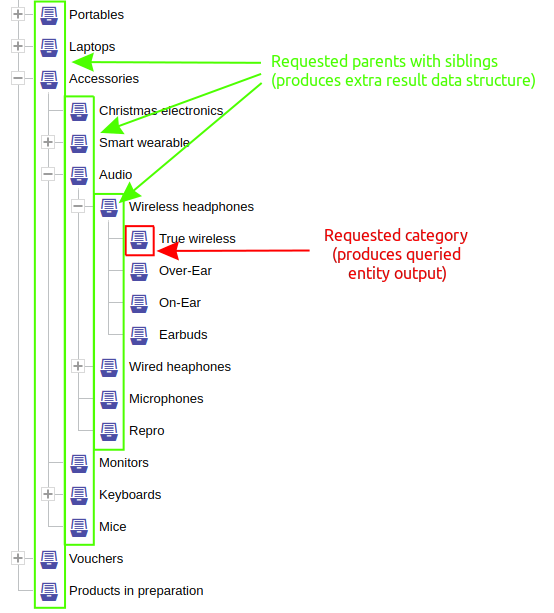 Portables
Laptops
Requested parents with siblings
(produces extra result data structure)
Accessories
Christmas electronics
Smart wearable
Audio
Wireless headphones
True wireless
Requested category
(produces queried
entity output)
Over-Ear
On-Ear
Earbuds
Wired heaphones
Microphones
Repro
Monitors
Keyboards
Mice
Vouchers
Products in preparation